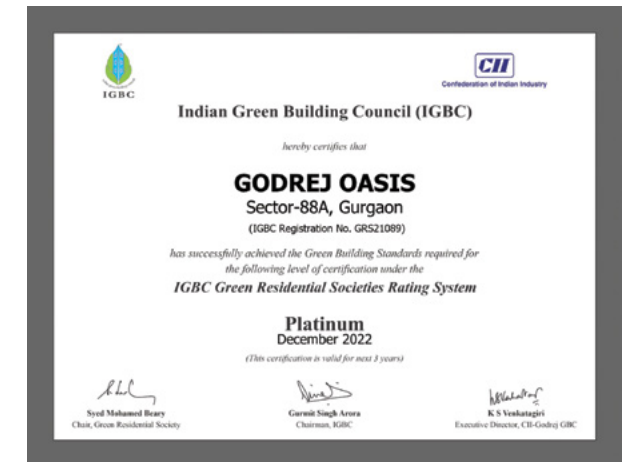 IGBC
CII
Confederation of Indian Industry
Indian Green Building Council (IGBC)
hereby certifies that
GODREJ OASIS
Sector-88A, Gurgaon
(IGBC Registration No. GRS21089)
has successfully achieved the Green Building Standards required for
the following level of certification under the
IGBC Green Residential Societies Rating System
Platinum
December 2022
(This certification is valid for next 3 years)
Syed Mohamed Beary
Chair, Green Residential Society
Gurmit Singh Arora
Chairman, IGBC
K S Venkatagiri
Executive Director, CII-Godrej GBC